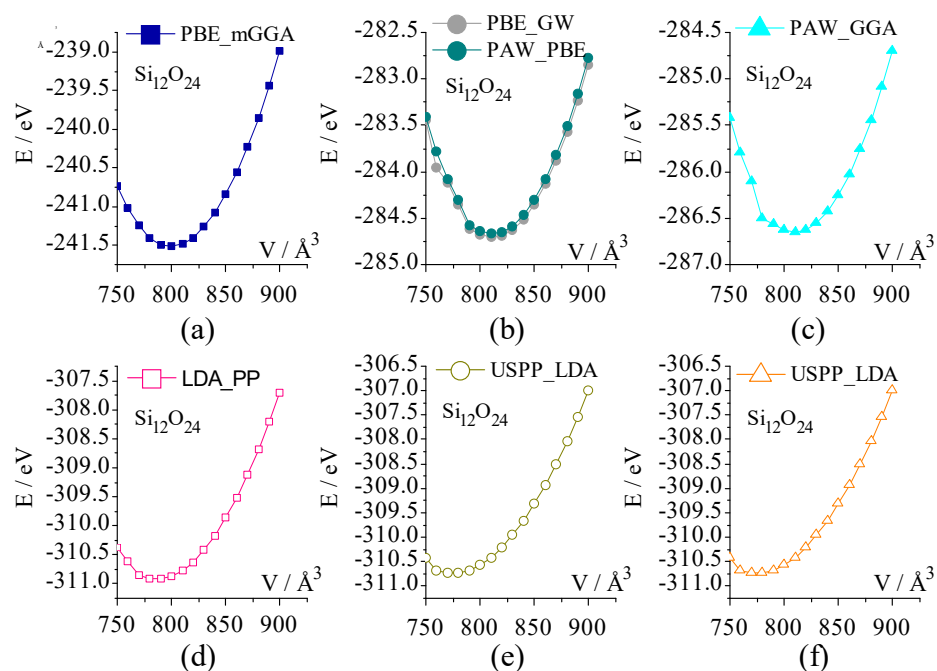 PBE_mGGA
Si12O24
E / eV
-239.0
-239.5
-240.0
-240.5
-241.0
-241.5
V / Å3
750 800 850 900
(a)
PBE_GW
PAW_PBE
Si12O24
E / eV
-282.5
-283.0
-283.5
-284.0
-284.5
-285.0
V / Å3
750 800 850 900
(b)
PAW_GGA
Si12O24
E / eV
-284.5
-285.0
-285.5
-286.0
-286.5
-287.0
V / Å3
750 800 850 900
(c)
LDA_PP
Si12O24
E / eV
-307.5
-308.0
-308.5
-309.0
-309.5
-310.0
-310.5
-311.0
V / Å3
750 800 850 900
(d)
USPP_LDA
Si12O24
E / eV
-306.5
-307.0
-307.5
-308.0
-308.5
-309.0
-309.5
-310.0
-310.5
-311.0
V / Å3
750 800 850 900
(e)
USPP_LDA
Si12O24
E / eV
-306.5
-307.0
-307.5
-308.0
-308.5
-309.0
-309.5
-310.0
-310.5
-311.0
V / Å3
750 800 850 900
(f)